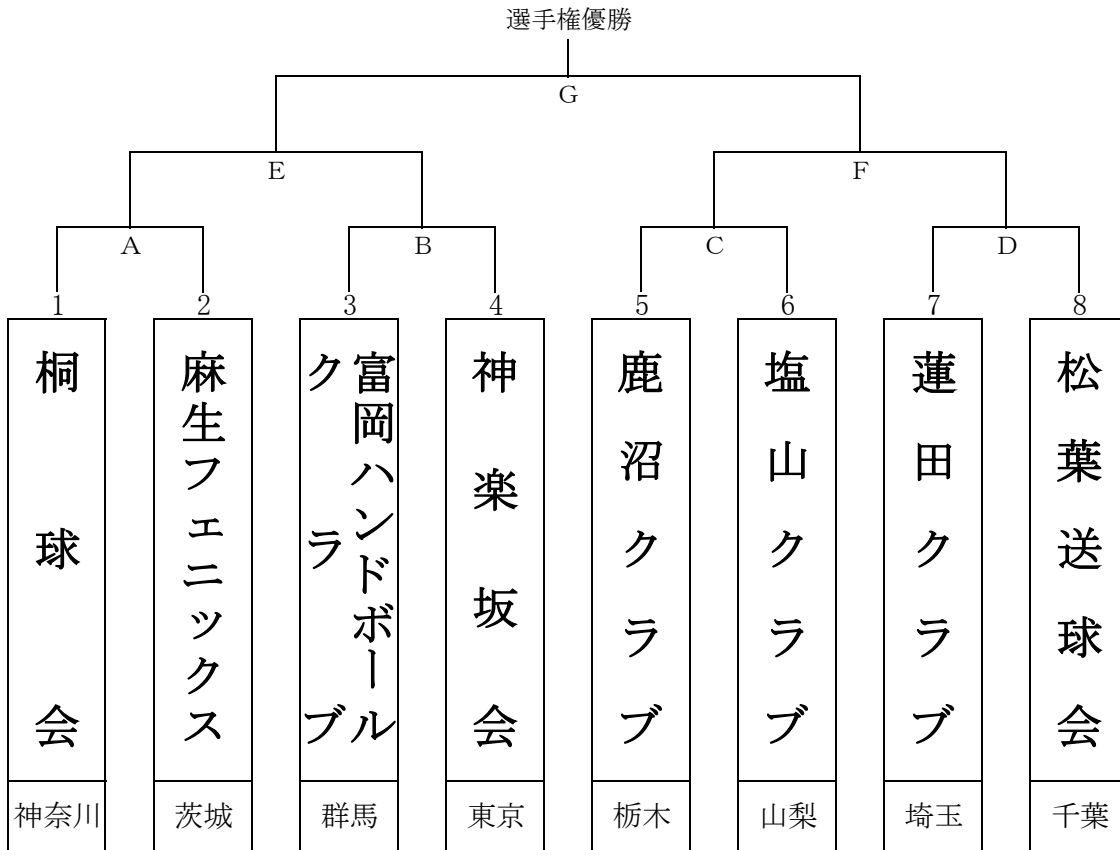 選手権優勝
G
E
F
A
B
C
D
1
2
3
4
5
6
7
8
桐球会
麻生フェニックス
富岡ハンドボール
クラブ
神楽坂会
鹿沼クラブ
塩山クラブ
蓮田クラブ
松葉送球会
神奈川
茨城
群馬
東京
栃木
山梨
埼玉
千葉